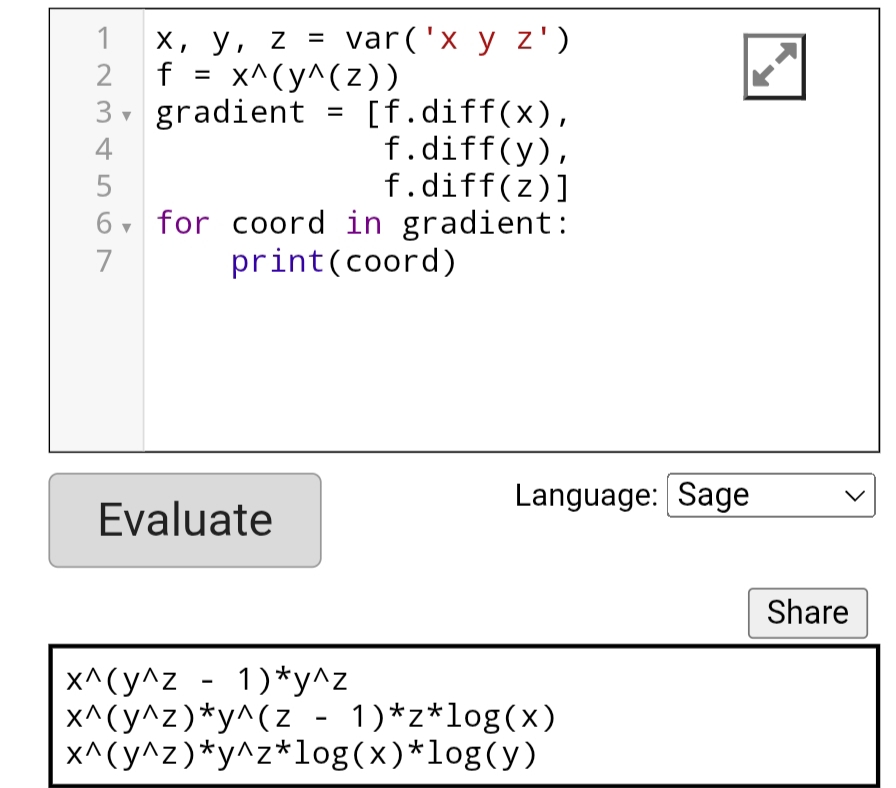 1 x, y, z = var('x y z')
2 f = x^(y^(z))
3 gradient = [f.diff(x),
4 f.diff(y),
5 f.diff(z)]
6 for coord in gradient:
7 print(coord)
Evaluate
Language: Sage
Share
x^(y^z - 1)*y^z
x^(y^z)*y^(z - 1)*z*log(x)
x^(y^z)*y^z*log(x)*log(y)